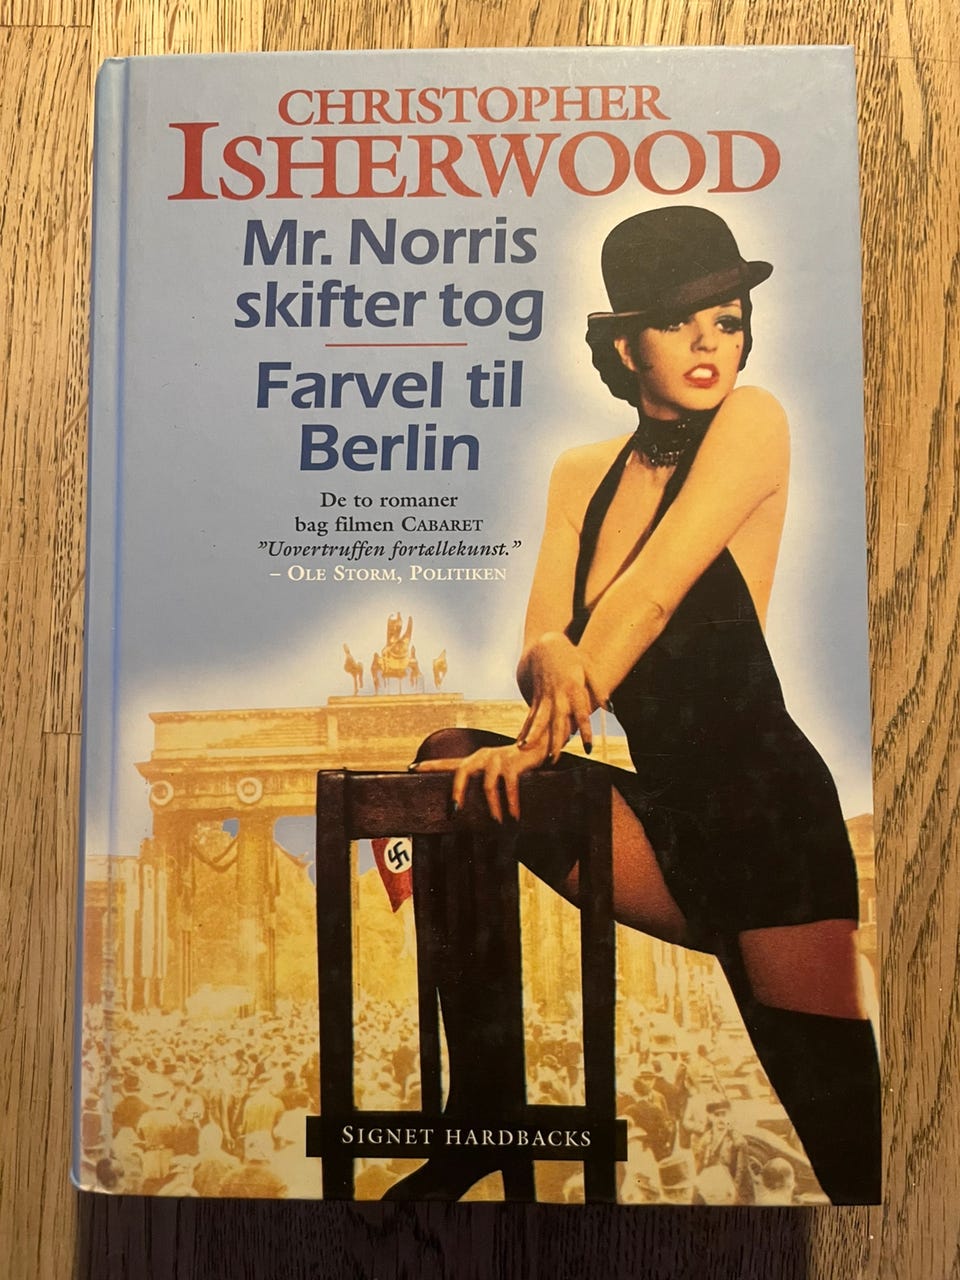 CHRISTOPHER
ISHERWOOD
Mr. Norris
skifter tog
Farvel til
Berlin
De to romaner
bag filmen CABARET
”Uovertruffen fortællekunst.”
– OLE STORM, POLITIKEN
SIGNET HARDBACKS